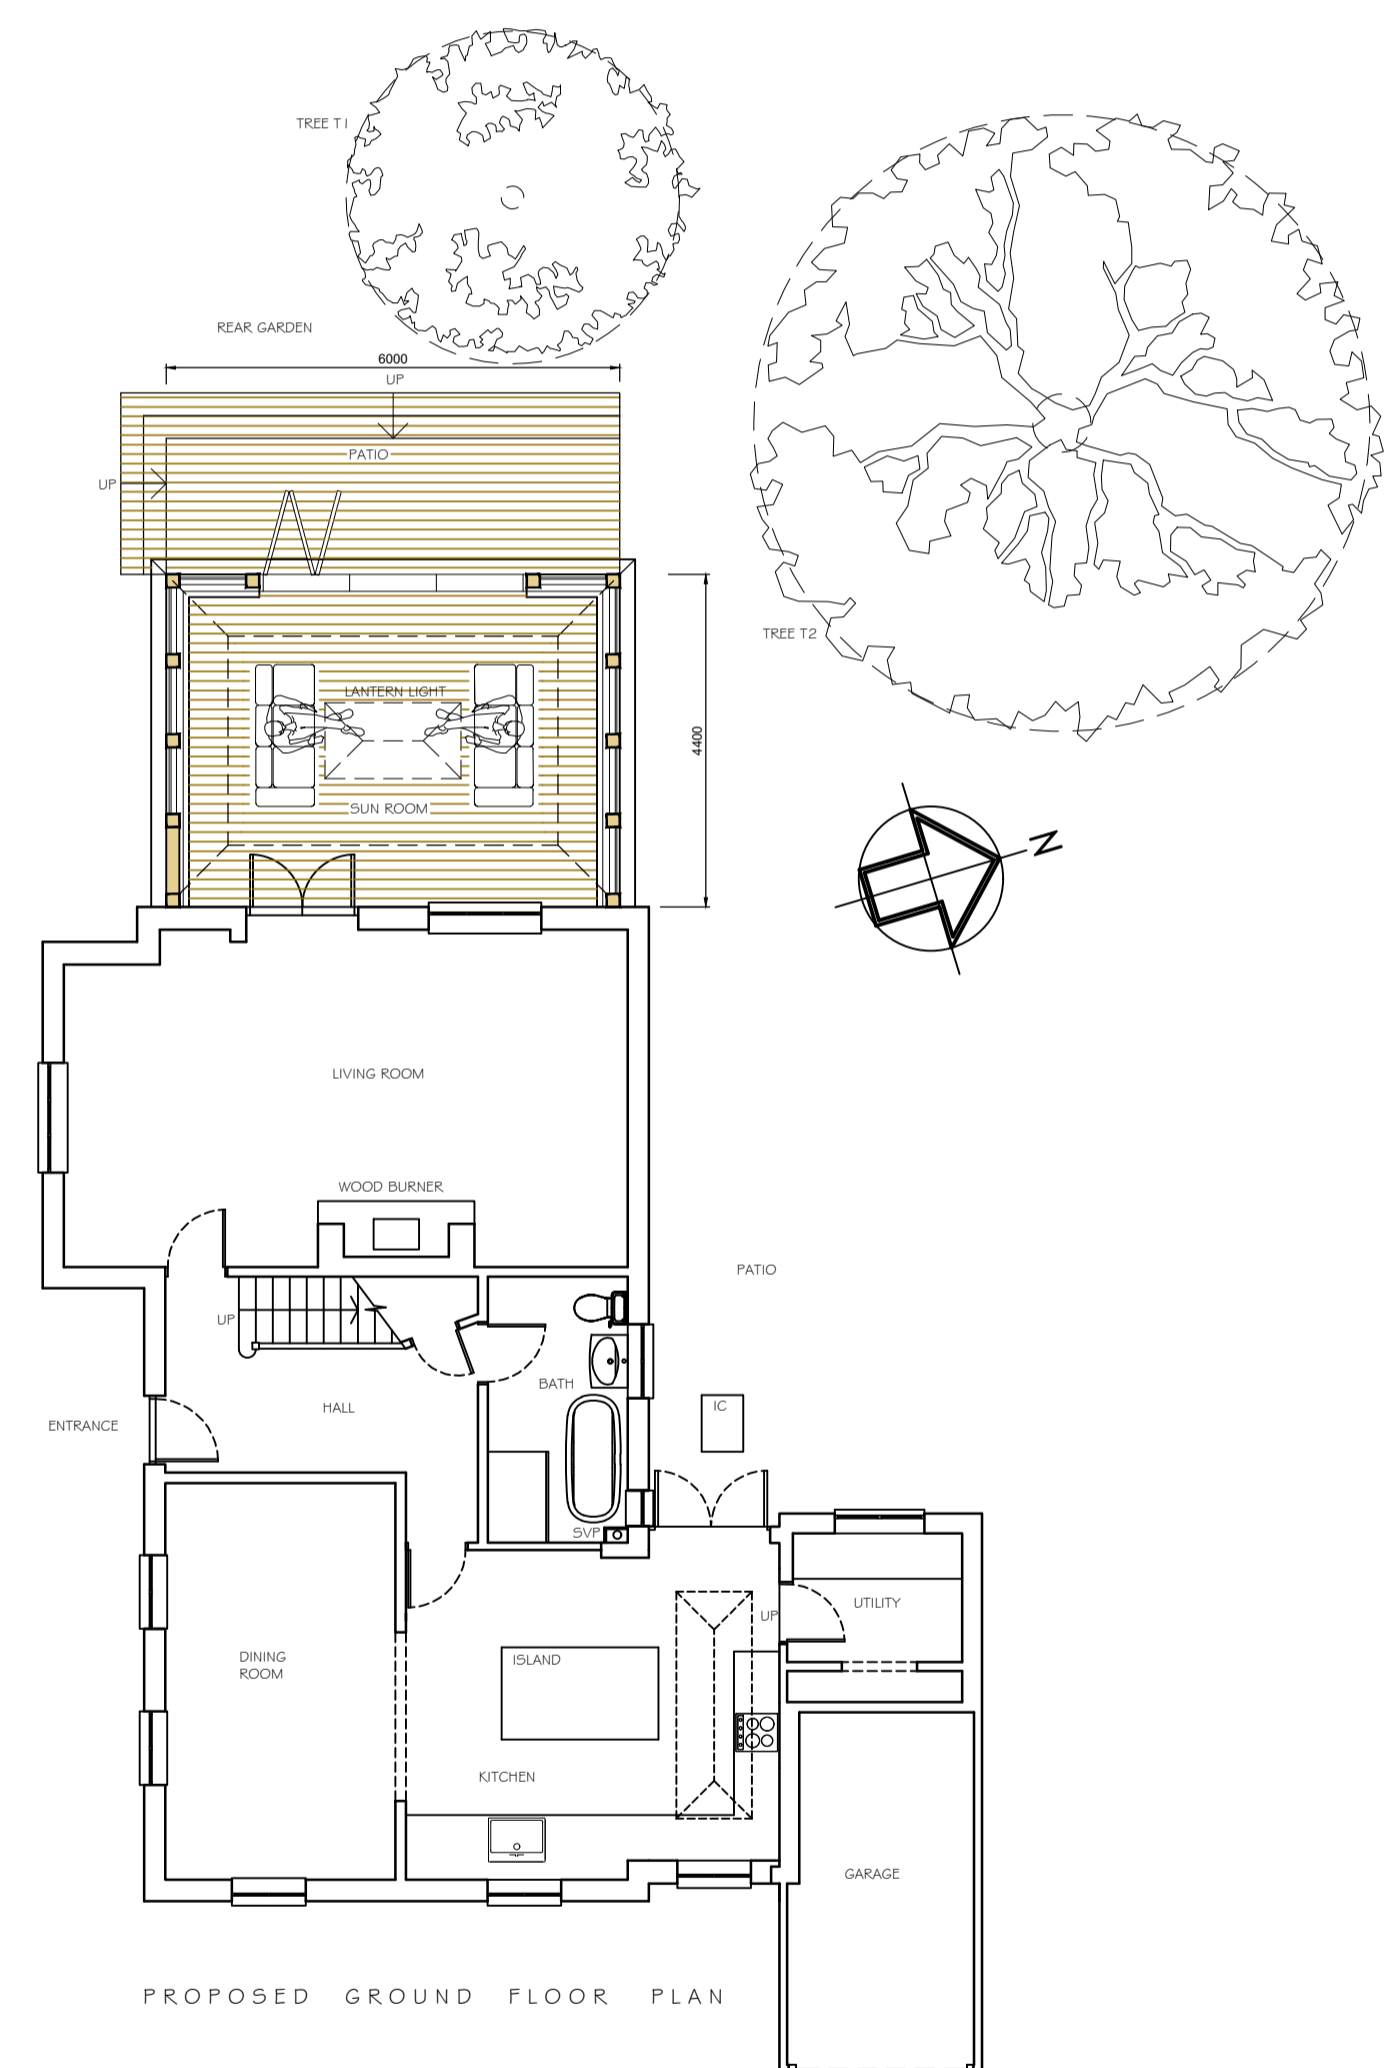 TREE T1
REAR GARDEN
6000
UP
PATIO
UP
TREE T2
LANTERN LIGHT
4400
SUN ROOM
N
LIVING ROOM
WOOD BURNER
PATIO
UP
BATH
IC
HALL
ENTRANCE
SVP
UTILITY
UP
DINING
ROOM
ISLAND
KITCHEN
GARAGE
PROPOSED GROUND FLOOR PLAN